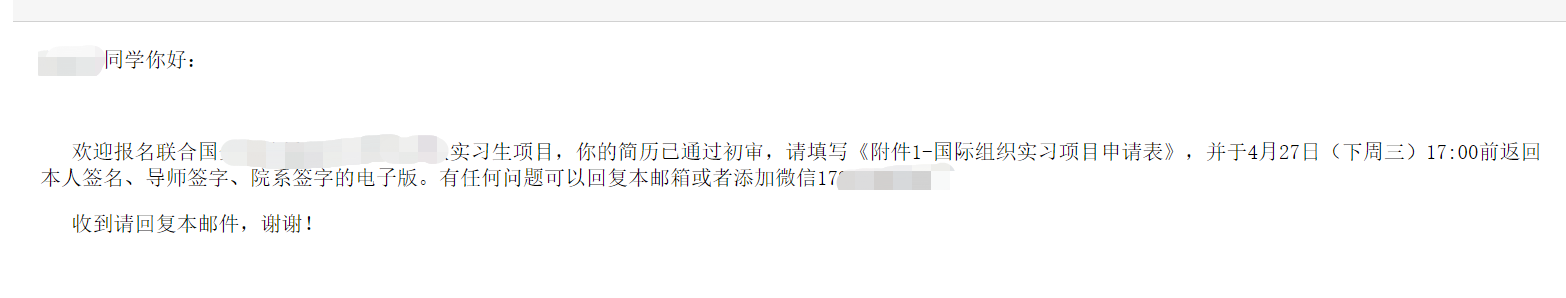 同学你好：
欢迎报名联合国实习生项目，你的简历已通过初审，请填写《附件1-国际组织实习项目申请表》，并于4月27日（下周三）17:00前返回
本人签名、导师签字、院系签字的电子版。有任何问题可以回复本邮箱或者添加微信17
收到请回复本邮件，谢谢！